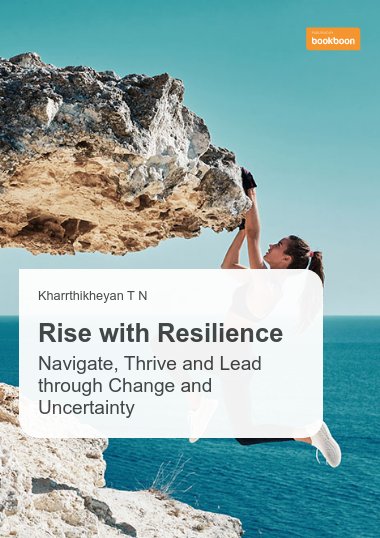 bookboon
Kharrthikheyan T N
Rise with Resilience
Navigate, Thrive and Lead
through Change and
Uncertainty